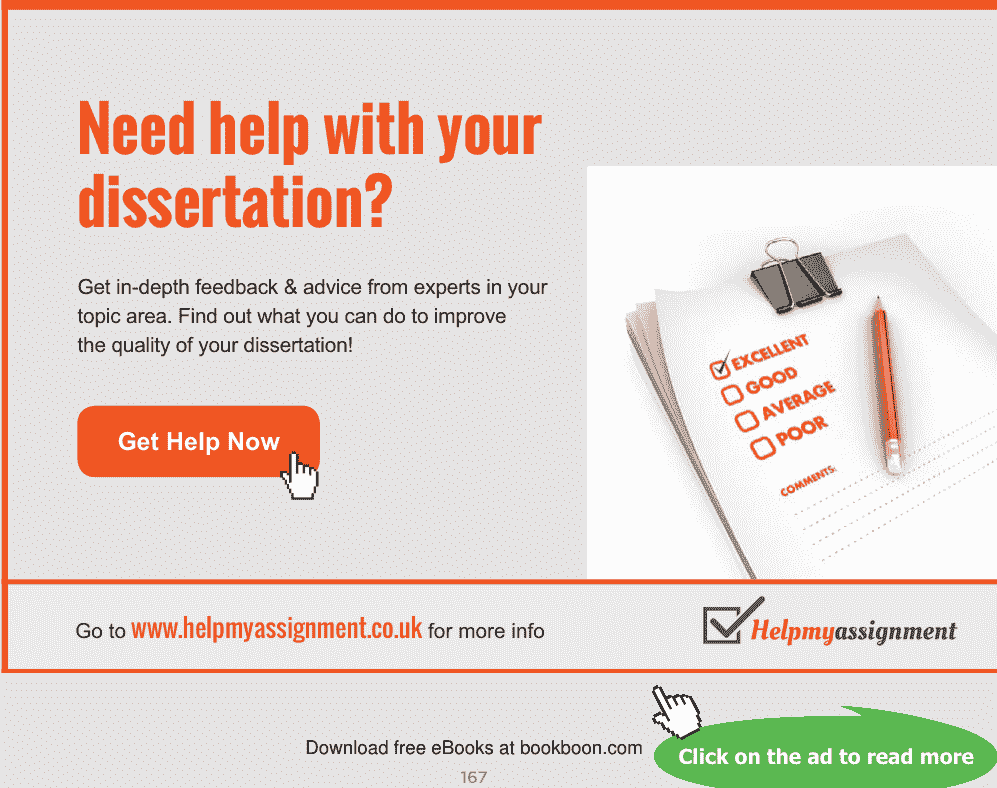 Need help with your
dissertation?
Get in-depth feedback & advice from experts in your
topic area. Find out what you can do to improve
the quality of your dissertation!
Get Help Now
EXCELLENT
GOOD
AVERAGE
POOR
COMMENTS:
Go to www.helpmyassignment.co.uk for more info
Helpmyassignment
Download free eBooks at bookboon.com
Click on the ad to read more
167